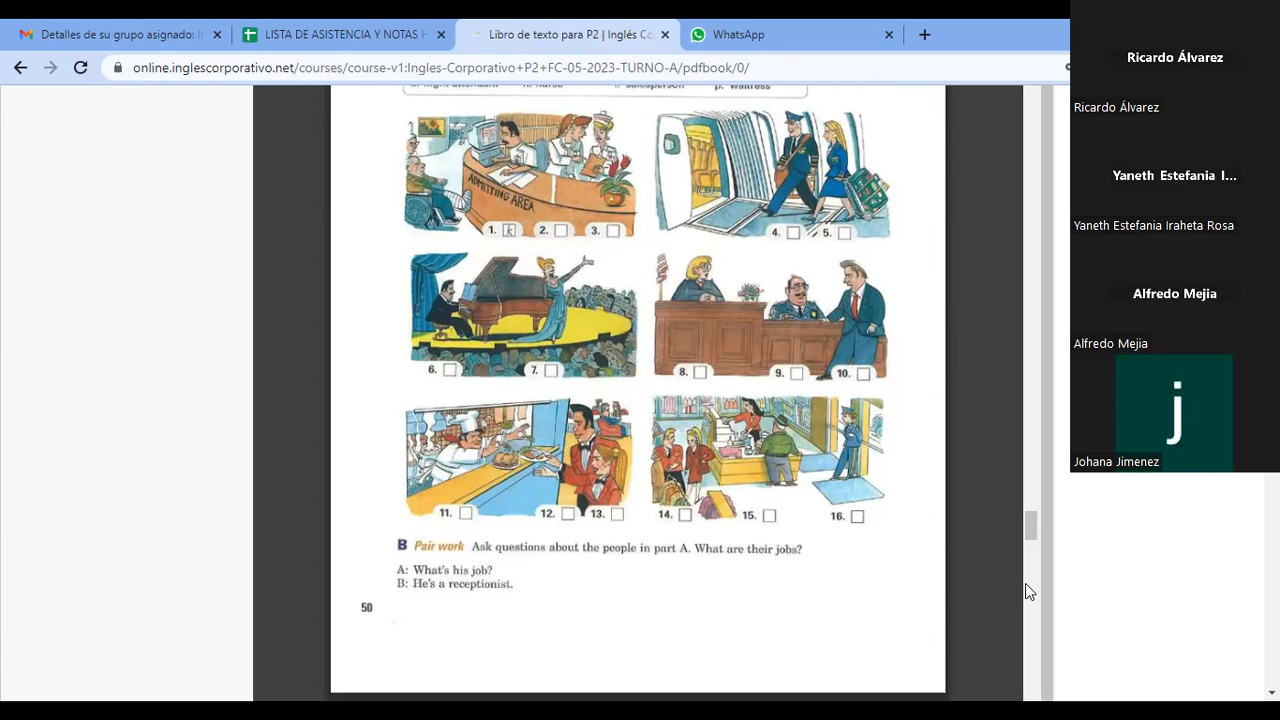 Detalles de su grupo asignado: I
LISTA DE ASISTENCIA Y NOTAS H
Libro de texto para P2 | Inglés Co
WhatsApp
online.inglescorporativo.net/courses/course-v1:Ingles-Corporativo+P2+FC-05-2023-TURNO-A/pdfbook/0/
Ricardo Álvarez
Ricardo Álvarez
Yaneth Estefania I...
Yaneth Estefania Iraheta Rosa
Alfredo Mejia
Alfredo Mejia
j
Johana Jimenez
ADMITTING AREA
1. k 2. 3.
4. 5.
6. 7.
8. 9. 10.
11. 12. 13.
14. 15. 16.
B Pair work Ask questions about the people in part A. What are their jobs?
A: What's his job?
B: He's a receptionist.
50